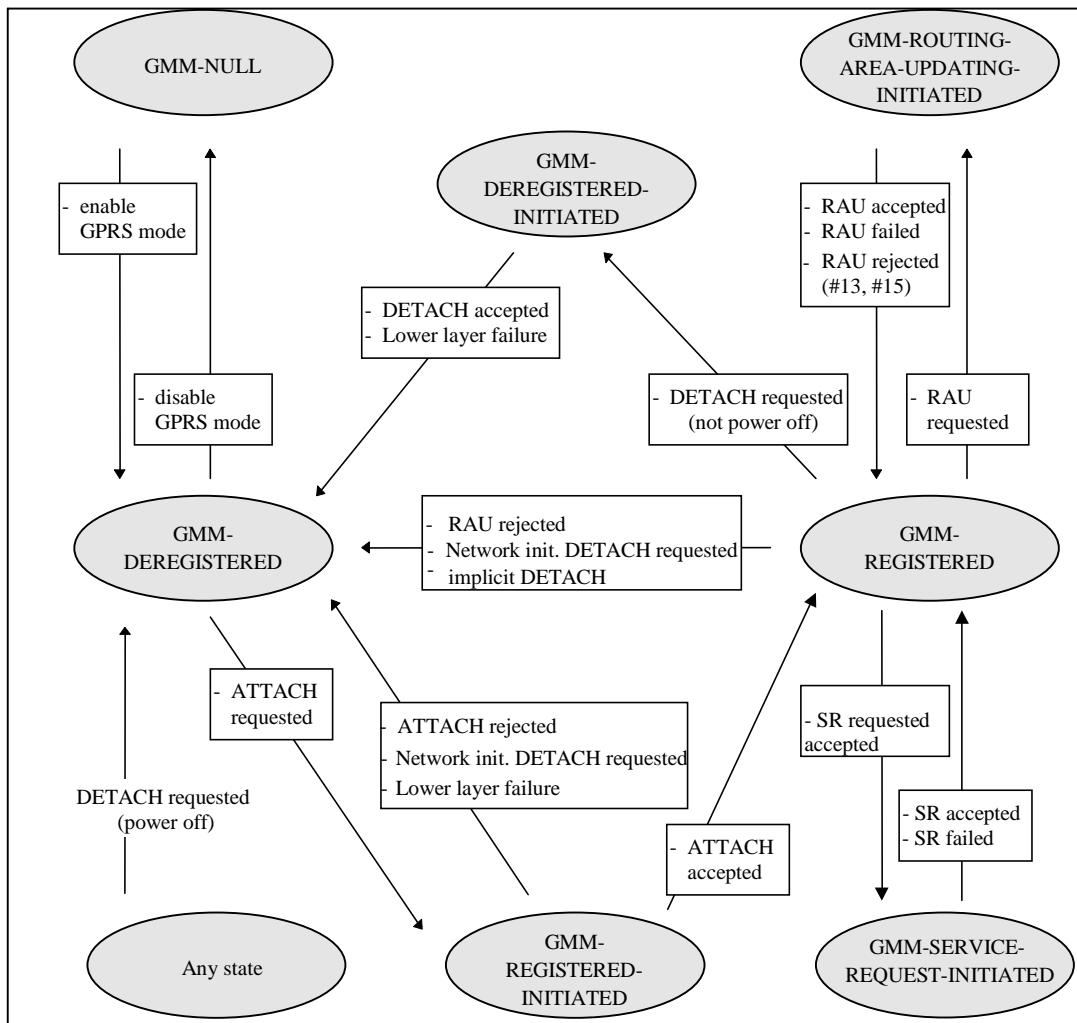 GMM-NULL
GMM-ROUTING-
AREA-UPDATING-
INITIATED
GMM-
DEREGISTERED-
INITIATED
- enable
GPRS mode
- RAU accepted
- RAU failed
- RAU rejected
(#13, #15)
- DETACH accepted
- Lower layer failure
- disable
GPRS mode
- DETACH requested
(not power off)
- RAU
requested
GMM-
DEREGISTERED
- RAU rejected
- Network init. DETACH requested
- implicit DETACH
GMM-
REGISTERED
- ATTACH
requested
- ATTACH rejected
- Network init. DETACH requested
- Lower layer failure
- SR requested
accepted
DETACH requested
(power off)
- ATTACH
accepted
- SR accepted
- SR failed
Any state
GMM-
REGISTERED-
INITIATED
GMM-SERVICE-
REQUEST-INITIATED